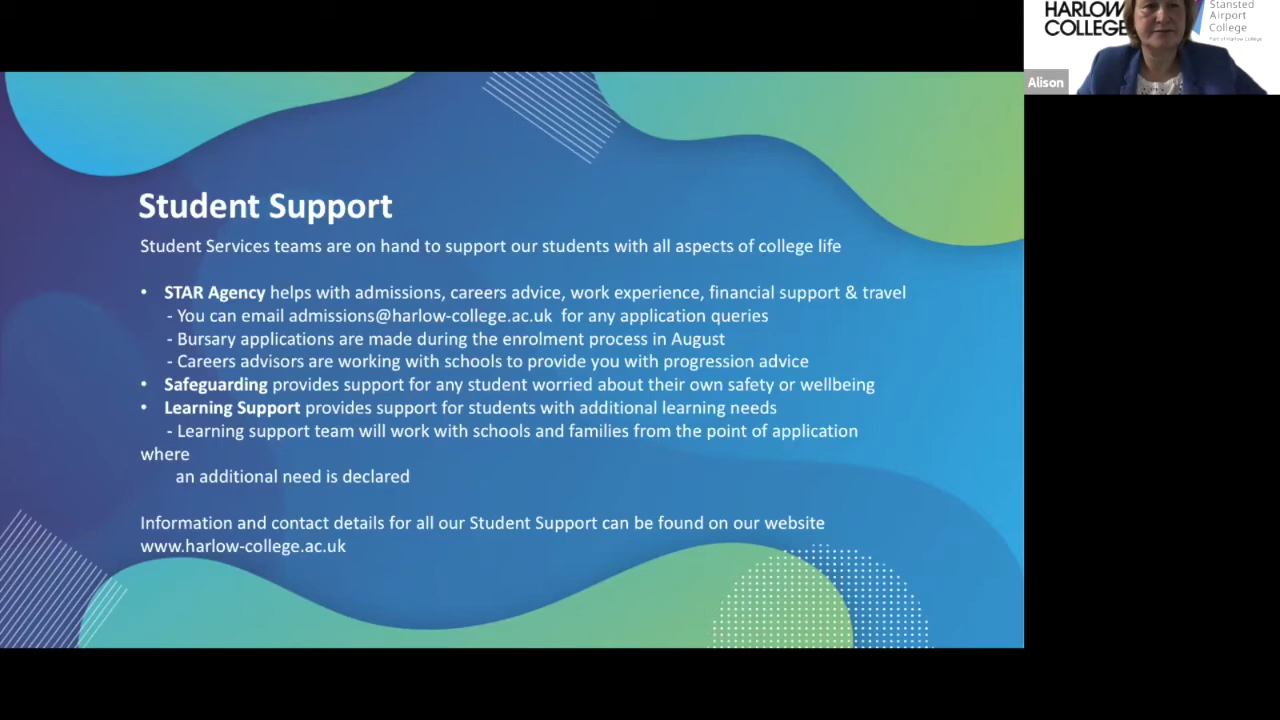 HARLOW
COLLEGE
Stansted
Airport
College
Part of Harlow College
Alison
Student Support
Student Services teams are on hand to support our students with all aspects of college life
• STAR Agency helps with admissions, careers advice, work experience, financial support & travel
- You can email admissions@harlow-college.ac.uk for any application queries
- Bursary applications are made during the enrolment process in August
- Careers advisors are working with schools to provide you with progression advice
• Safeguarding provides support for any student worried about their own safety or wellbeing
• Learning Support provides support for students with additional learning needs
- Learning support team will work with schools and families from the point of application
where
an additional need is declared
Information and contact details for all our Student Support can be found on our website
www.harlow-college.ac.uk